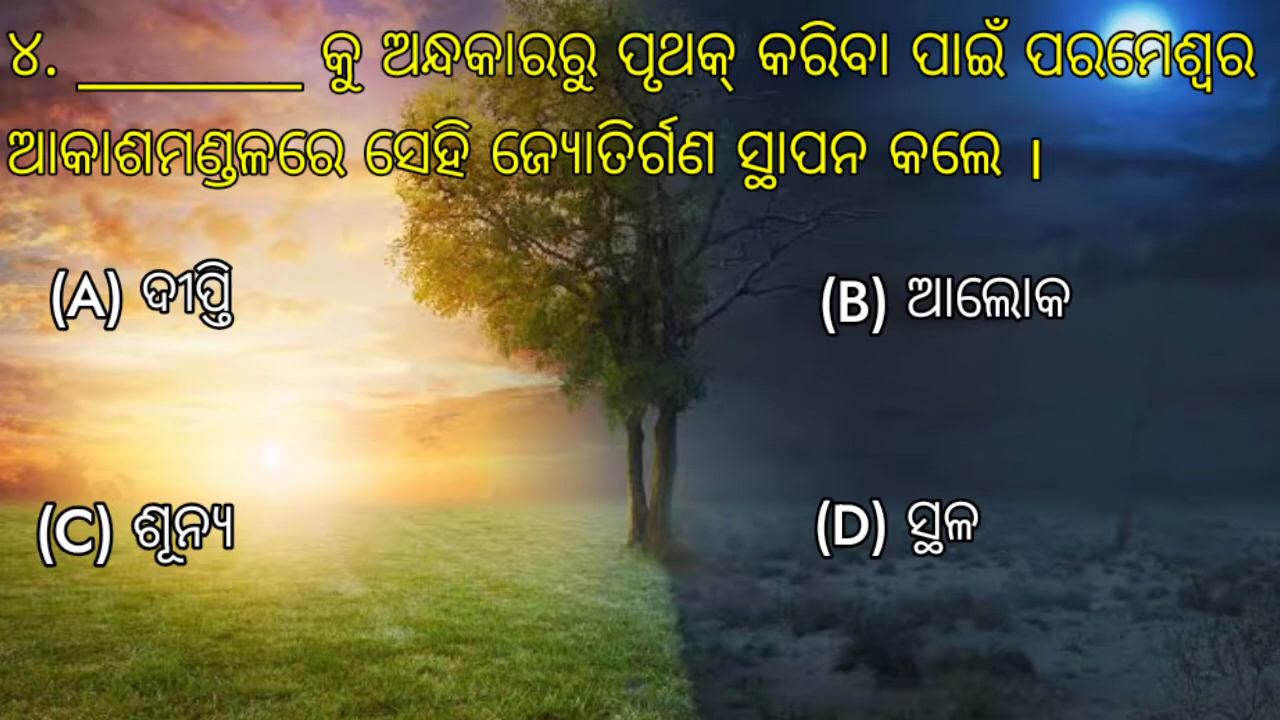 ୪. ________ କୁ ଅନ୍ଧକାରରୁ ପୃଥକ୍ କରିବା ପାଇଁ ପରମେଶ୍ୱର
ଆକାଶମଣ୍ଡଳରେ ସେହି ଜ୍ୟୋତିର୍ଗଣ ସ୍ଥାପନ କଲେ ।
(A) ଦୀପ୍ତି
(B) ଆଲୋକ
(C) ଶୂନ୍ୟ
(D) ସ୍ଥଳ